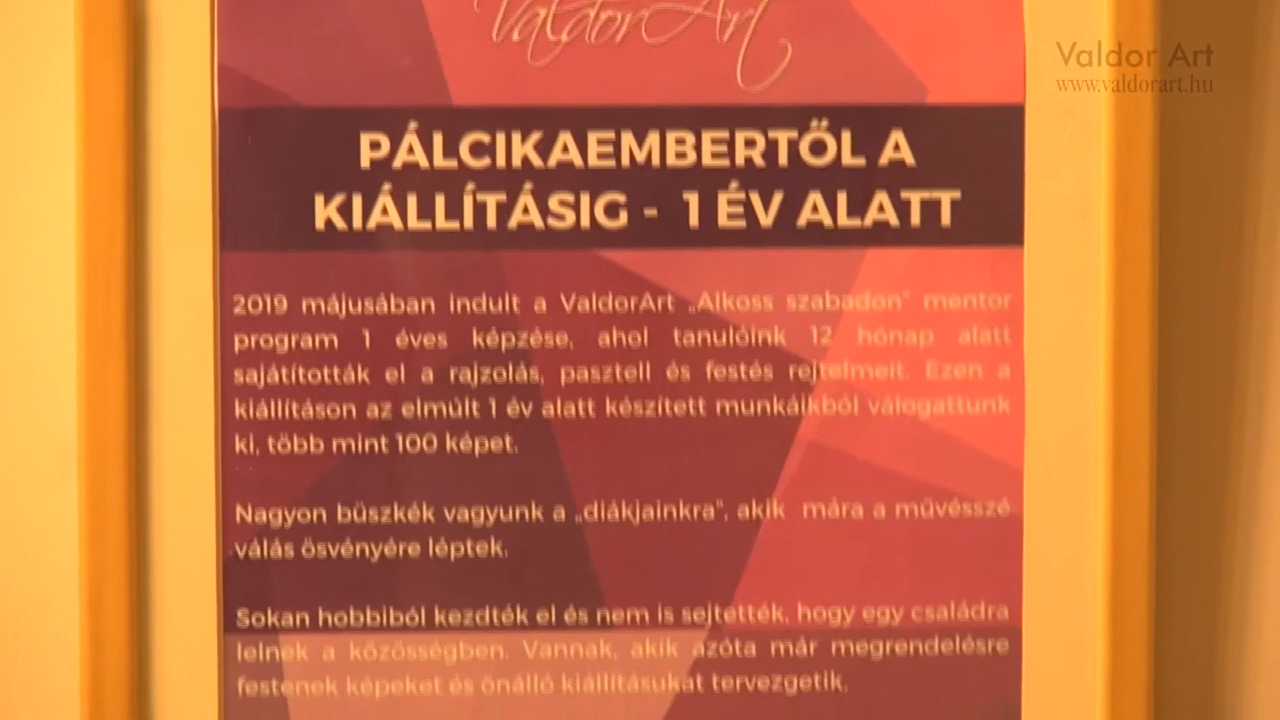 ValdorArt
Valdor Art
www.valdorart.hu
PÁLCIKAEMBERTŐL A
KIÁLLÍTÁSIG - 1 ÉV ALATT
2019 májusában indult a ValdorArt „Alkoss szabadon" mentor
program 1 éves képzése, ahol tanulóink 12 hónap alatt
sajátították el a rajzolás, pasztell és festés rejtelmeit. Ezen a
kiállításon az elmúlt 1 év alatt készített munkáikból válogattunk
ki, több mint 100 képet.
Nagyon büszkék vagyunk a „diákjainkra", akik mára a művésszé
válás ösvényére léptek.
Sokan hobbiból kezdték el és nem is sejtették, hogy egy családra
lelnek a közösségben. Vannak, akik azóta már megrendelésre
festenek képeket és önálló kiállításukat tervezgetik.